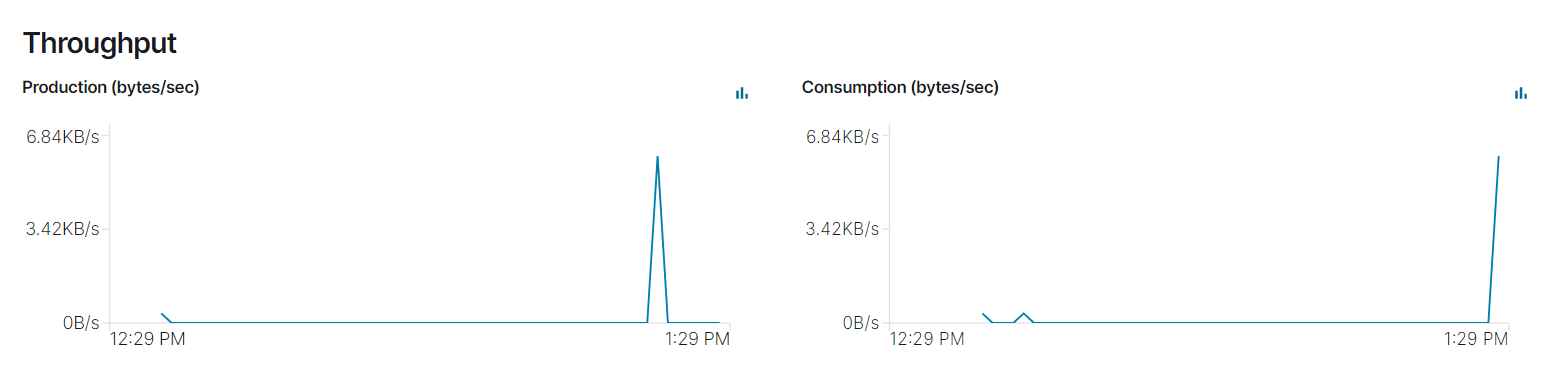 Throughput
Production (bytes/sec)
6.84KB/s
3.42KB/s
0B/s
12:29 PM 1:29 PM
Consumption (bytes/sec)
6.84KB/s
3.42KB/s
0B/s
12:29 PM 1:29 PM